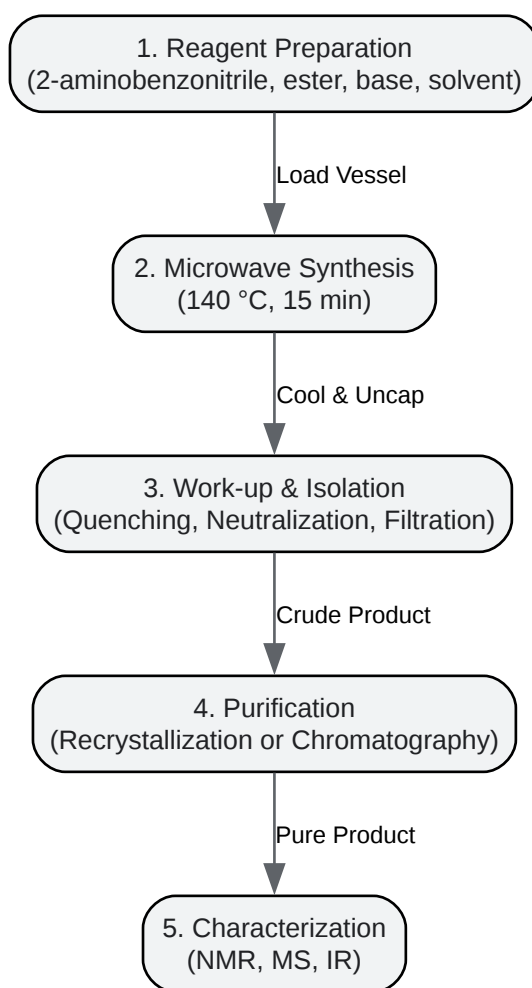 1. Reagent Preparation
(2-aminobenzonitrile, ester, base, solvent)
Load Vessel
2. Microwave Synthesis
(140 °C, 15 min)
Cool & Uncap
3. Work-up & Isolation
(Quenching, Neutralization, Filtration)
Crude Product
4. Purification
(Recrystallization or Chromatography)
Pure Product
5. Characterization
(NMR, MS, IR)